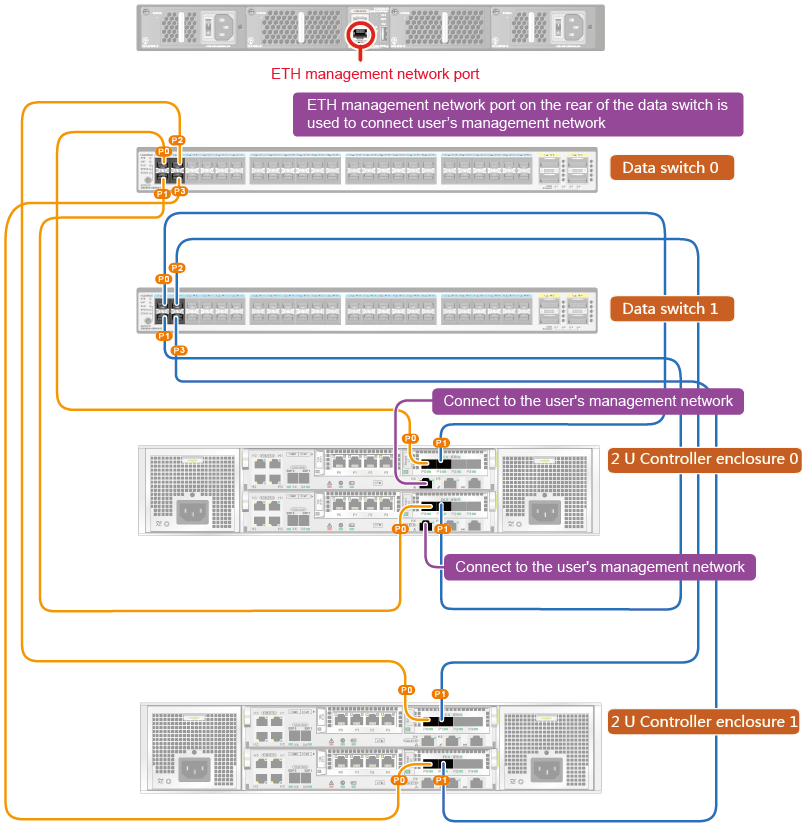 ETH management network port
ETH management network port on the rear of the data switch is
used to connect user's management network
P2
P0
Data switch 0
P1
P3
P2
P0
Data switch 1
P1
P3
Connect to the user's management network
P0
P1
2 U Controller enclosure 0
P0
P1
Connect to the user's management network
P0
P1
2 U Controller enclosure 1
P0
P1